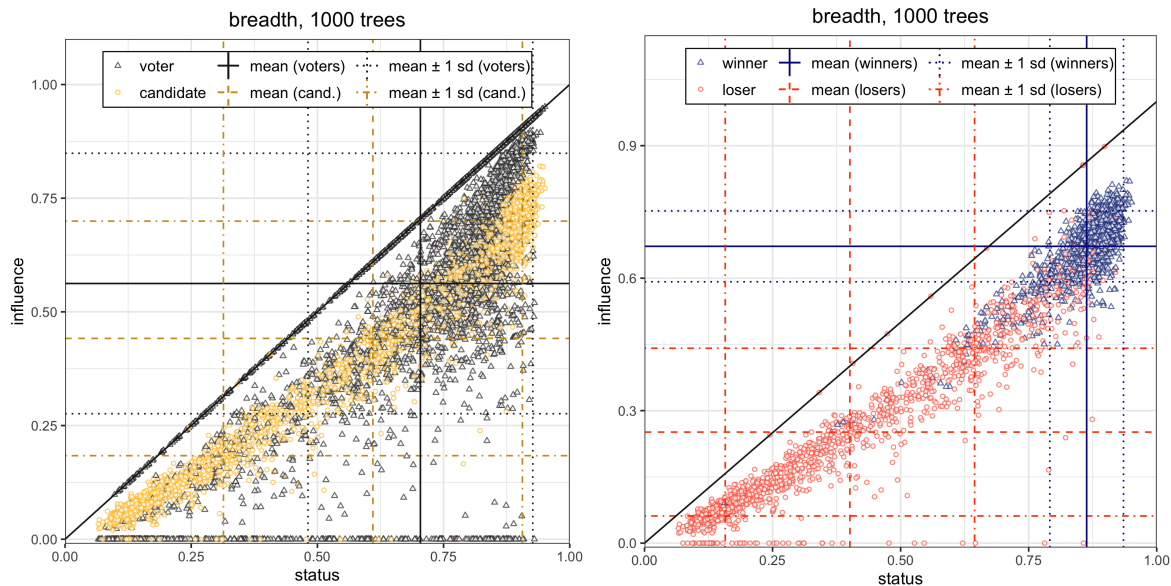 breadth, 1000 trees
voter mean (voters) mean ± 1 sd (voters)
candidate mean (cand.) mean ± 1 sd (cand.)
influence
1.00
0.75
0.50
0.25
0.00
0.00 0.25 0.50 0.75 1.00
status
breadth, 1000 trees
winner mean (winners) mean ± 1 sd (winners)
loser mean (losers) mean ± 1 sd (losers)
influence
0.9
0.6
0.3
0.0
0.00 0.25 0.50 0.75 1.00
status